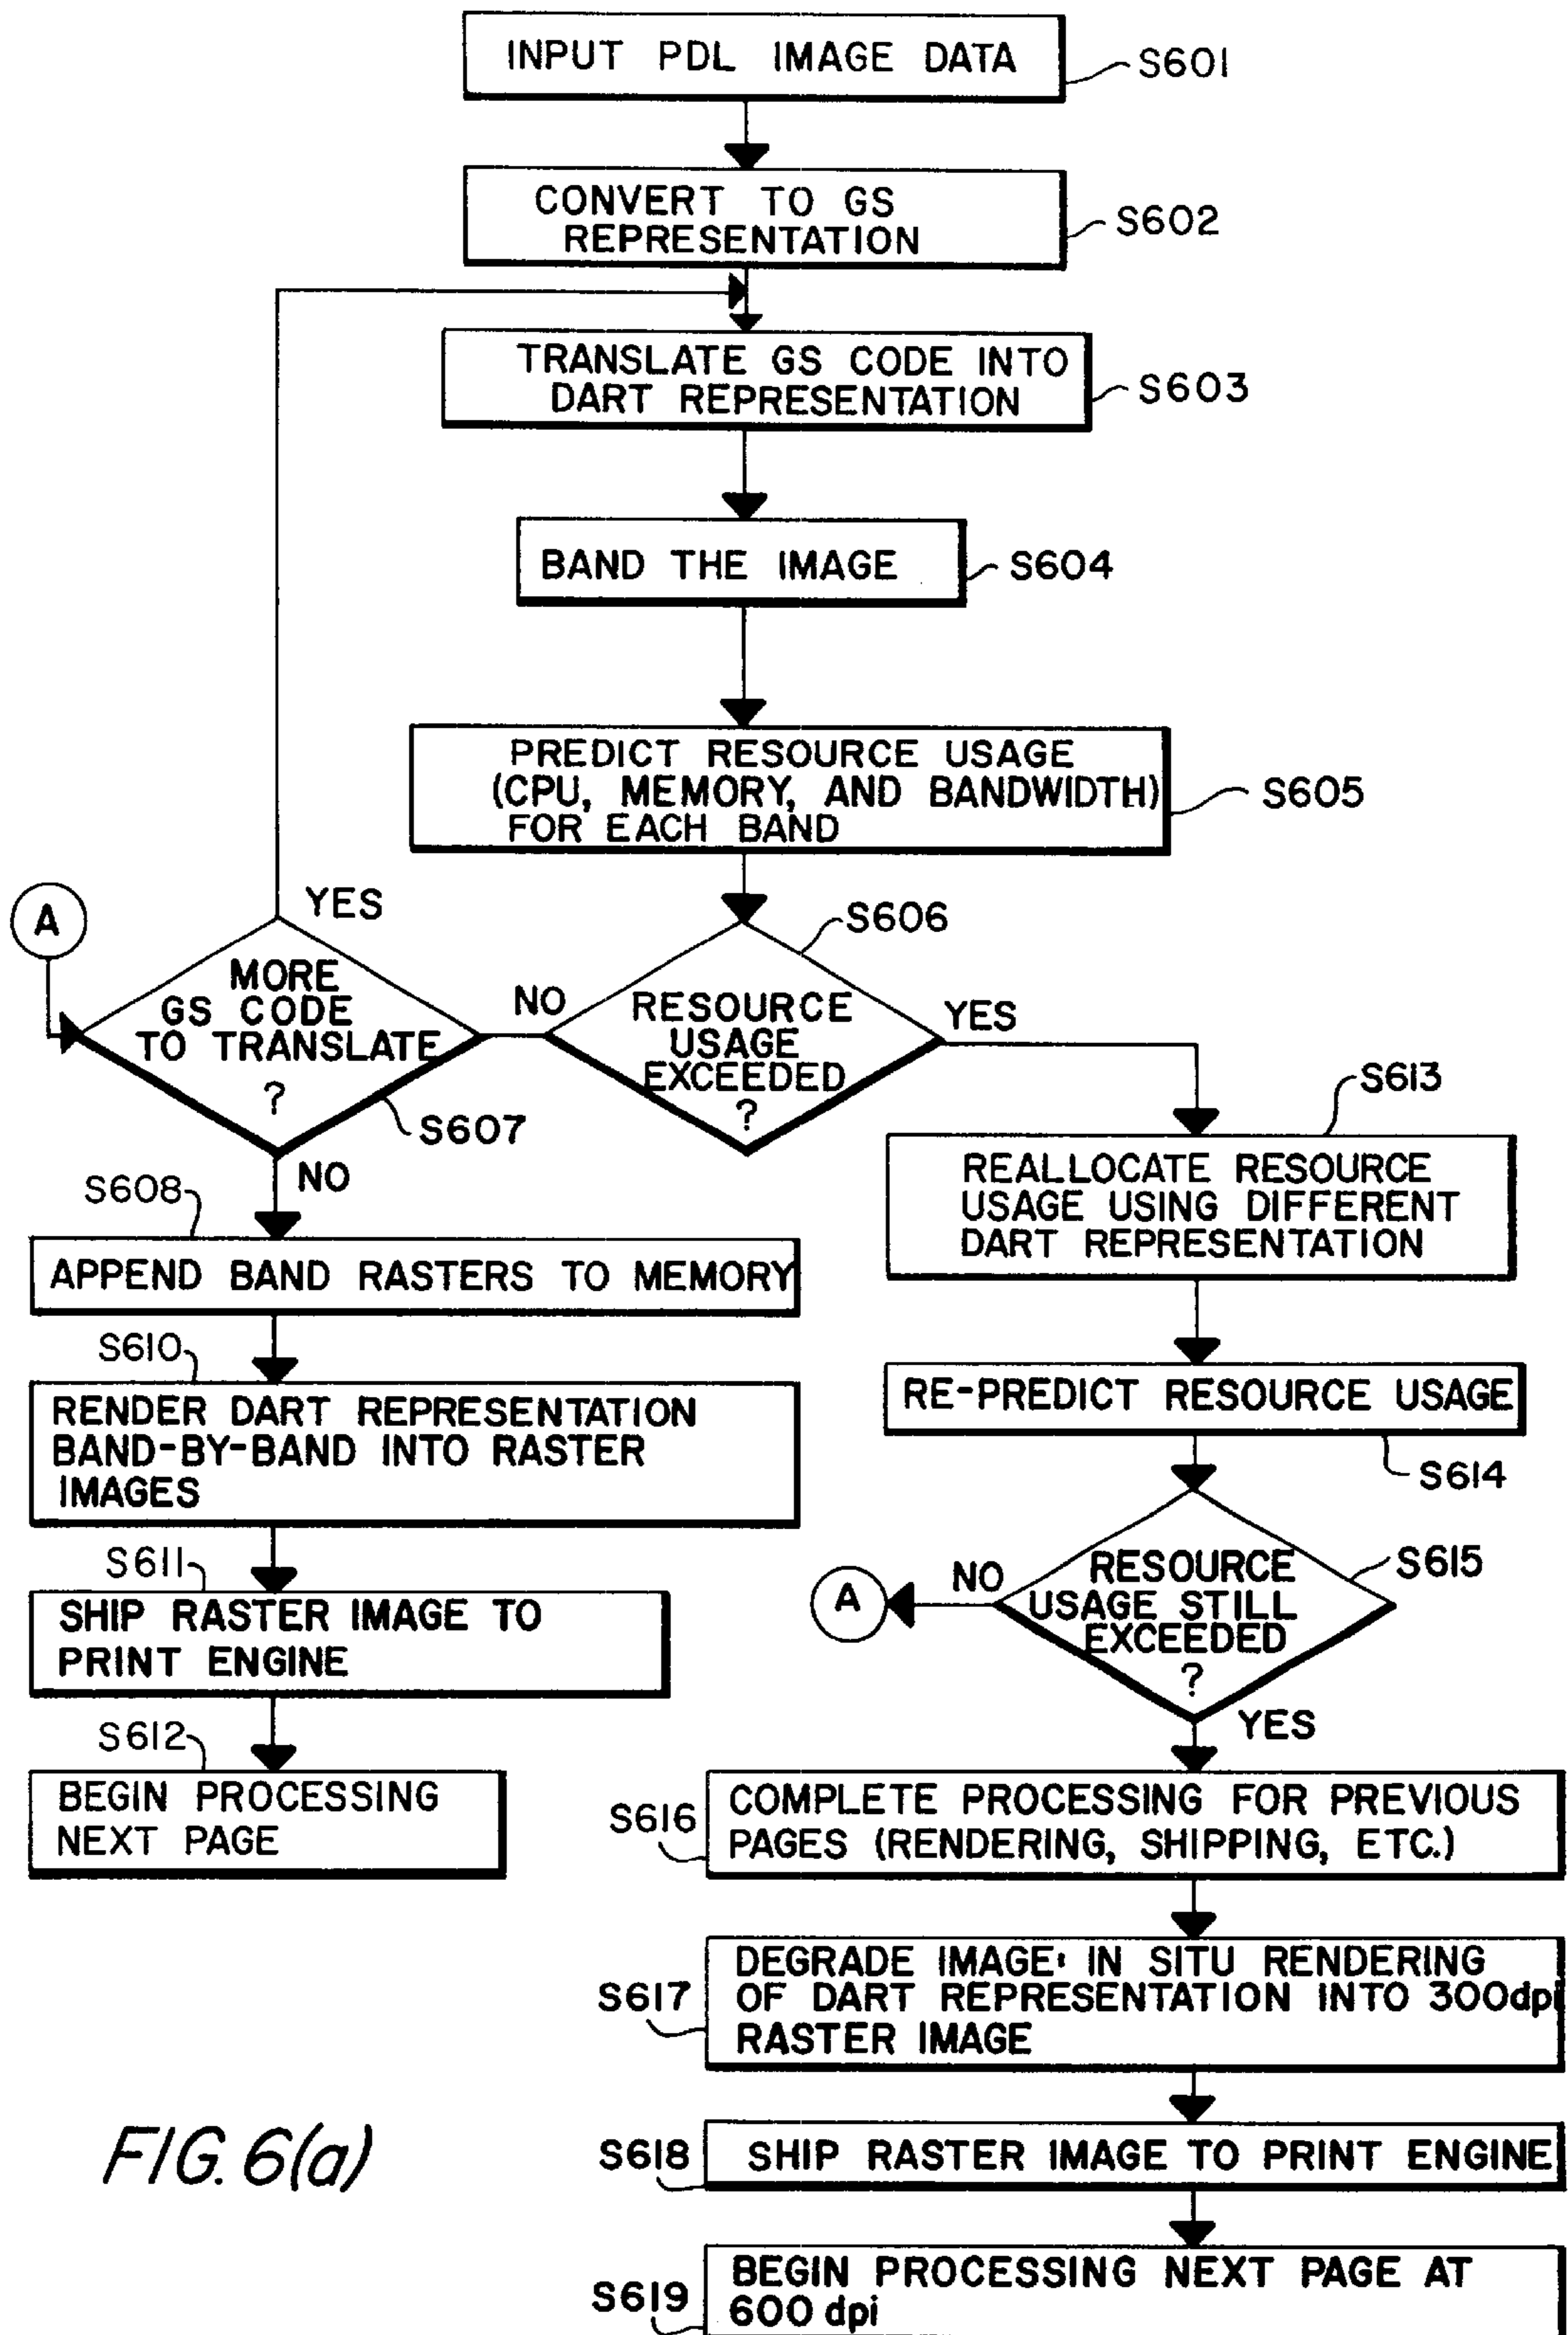 INPUT PDL IMAGE DATA
S601
CONVERT TO GS
REPRESENTATION
S602
TRANSLATE GS CODE INTO
DART REPRESENTATION
S603
BAND THE IMAGE
S604
PREDICT RESOURCE USAGE
(CPU, MEMORY, AND BANDWIDTH)
FOR EACH BAND
S605
A
YES
MORE
GS CODE
TO TRANSLATE
?
S607
NO
S606
RESOURCE
USAGE
EXCEEDED
?
NO
YES
S613
REALLOCATE RESOURCE
USAGE USING DIFFERENT
DART REPRESENTATION
S608
APPEND BAND RASTERS TO MEMORY
S610
RENDER DART REPRESENTATION
BAND-BY-BAND INTO RASTER
IMAGES
S611
SHIP RASTER IMAGE TO
PRINT ENGINE
S612
BEGIN PROCESSING
NEXT PAGE
RE-PREDICT RESOURCE USAGE
S614
A
NO
RESOURCE
USAGE STILL
EXCEEDED
?
S615
YES
S616
COMPLETE PROCESSING FOR PREVIOUS
PAGES (RENDERING, SHIPPING, ETC.)
S617
DEGRADE IMAGE: IN SITU RENDERING
OF DART REPRESENTATION INTO 300dpi
RASTER IMAGE
S618
SHIP RASTER IMAGE TO PRINT ENGINE
S619
BEGIN PROCESSING NEXT PAGE AT
600 dpi
FIG. 6(a)